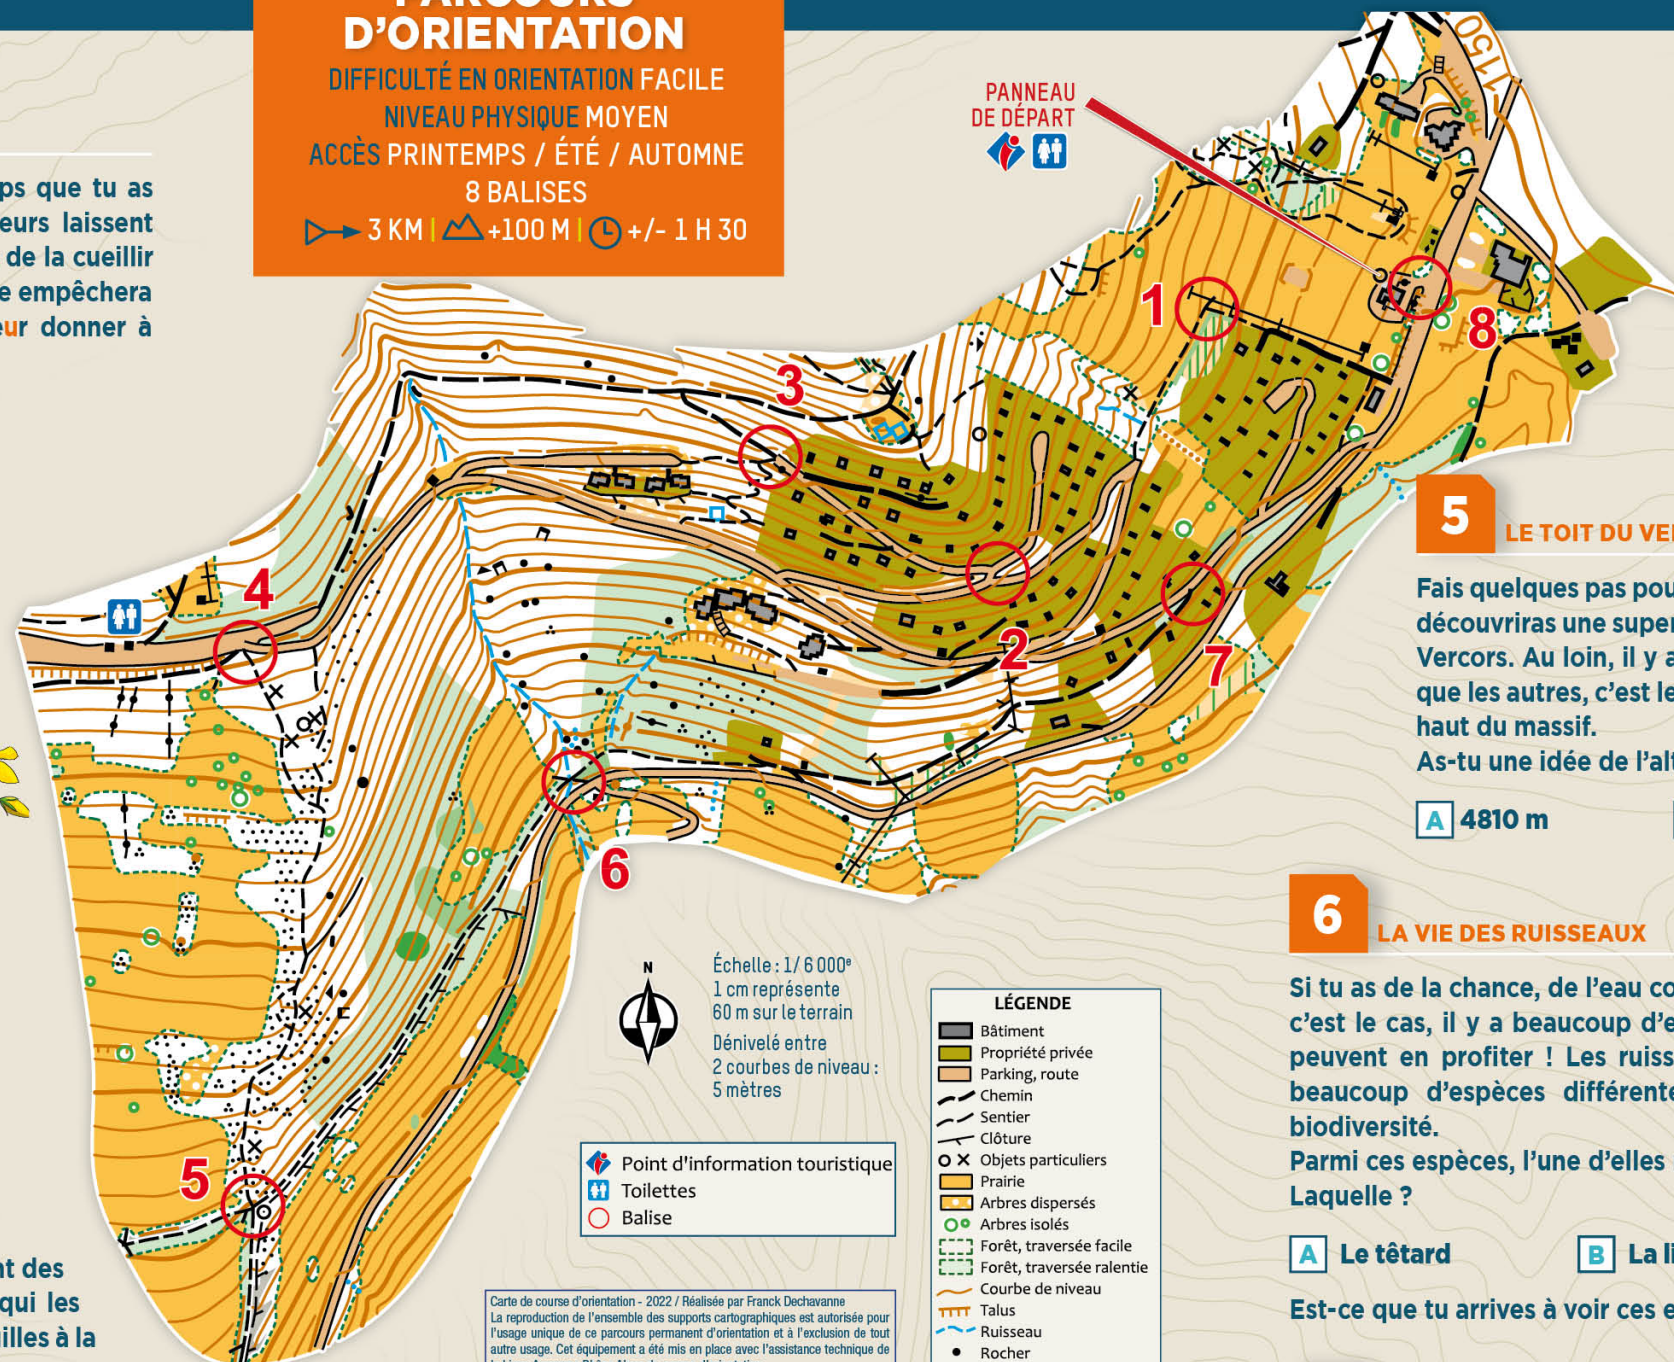 PARCOURS
D'ORIENTATION
DIFFICULTÉ EN ORIENTATION FACILE
NIVEAU PHYSIQUE MOYEN
ACCÈS PRINTEMPS / ÉTÉ / AUTOMNE
8 BALISES
3 KM | +100 M | +/- 1 H 30
ps que tu as
eurs laissent
de la cueillir
e empêchera
eur donner à
PANNEAU
DE DÉPART
1150
1
2
3
4
5
6
7
8
5
LE TOIT DU VE
Fais quelques pas pou
découvriras une super
Vercors. Au loin, il y a
que les autres, c'est le
haut du massif.
As-tu une idée de l'alt
A 4810 m
6
LA VIE DES RUISSEAUX
Si tu as de la chance, de l'eau co
c'est le cas, il y a beaucoup d'e
peuvent en profiter ! Les ruiss
beaucoup d'espèces différente
biodiversité.
Parmi ces espèces, l'une d'elles
Laquelle ?
A Le têtard
B La li
Est-ce que tu arrives à voir ces e
N
Échelle : 1/ 6 000e
1 cm représente
60 m sur le terrain
Dénivelé entre
2 courbes de niveau :
5 mètres
Point d'information touristique
Toilettes
Balise
LÉGENDE
Bâtiment
Propriété privée
Parking, route
Chemin
Sentier
Clôture
Objets particuliers
Prairie
Arbres dispersés
Arbres isolés
Forêt, traversée facile
Forêt, traversée ralentie
Courbe de niveau
Talus
Ruisseau
Rocher
nt des
qui les
illes à la
Carte de course d'orientation - 2022 / Réalisée par Franck Dechavanne
La reproduction de l'ensemble des supports cartographiques est autorisée pour
l'usage unique de ce parcours permanent d'orientation et à l'exclusion de tout
autre usage. Cet équipement a été mis en place avec l'assistance technique de